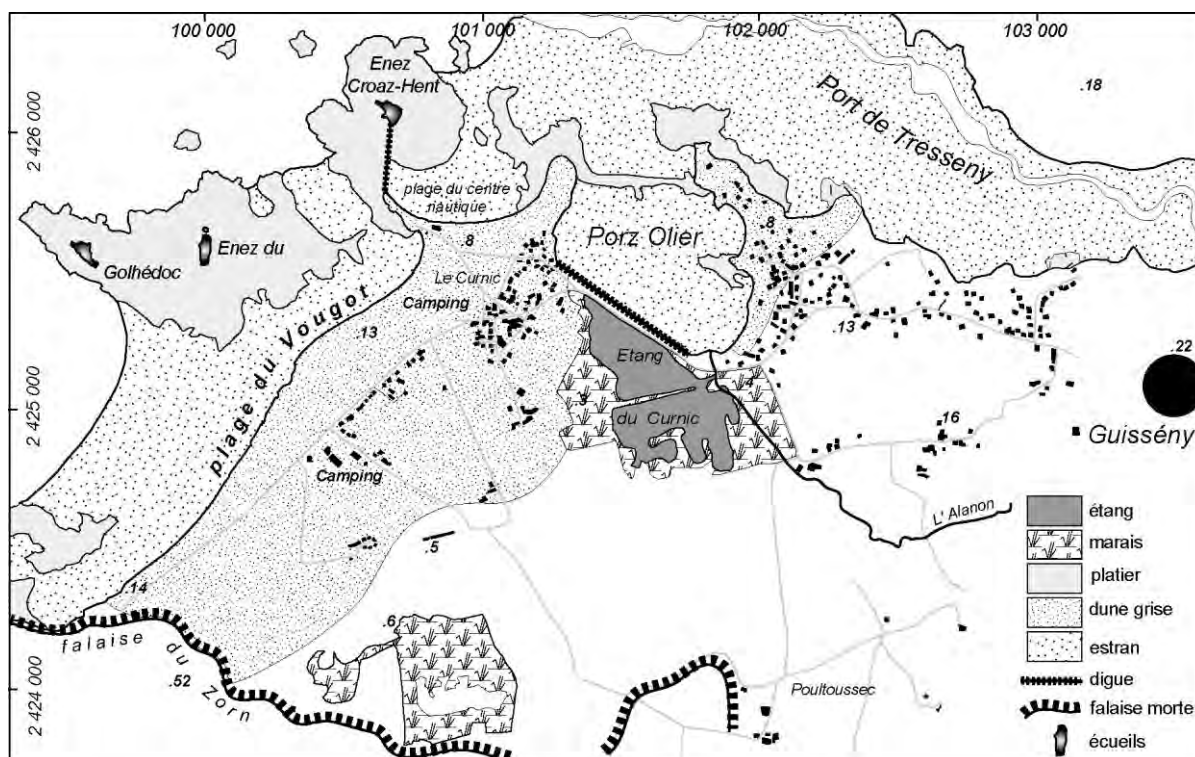 100 000
101 000
102 000
103 000
2 426 000
2 425 000
2 424 000
Enez
Croaz-Hent
.18
Port de Tresseny
plage du centre
nautique
Porz Olier
8
8
Golhédoc
Enez du
Le Curnic
Camping
.13
13
plage du Vougot
Etang
du Curnic
3
4
.22
.16
Guissény
Camping
L' Alanon
.5
.14
falaise
du
Zorn
.52
.6
Poultoussec
étang
marais
platier
dune grise
estran
digue
falaise morte
écueils